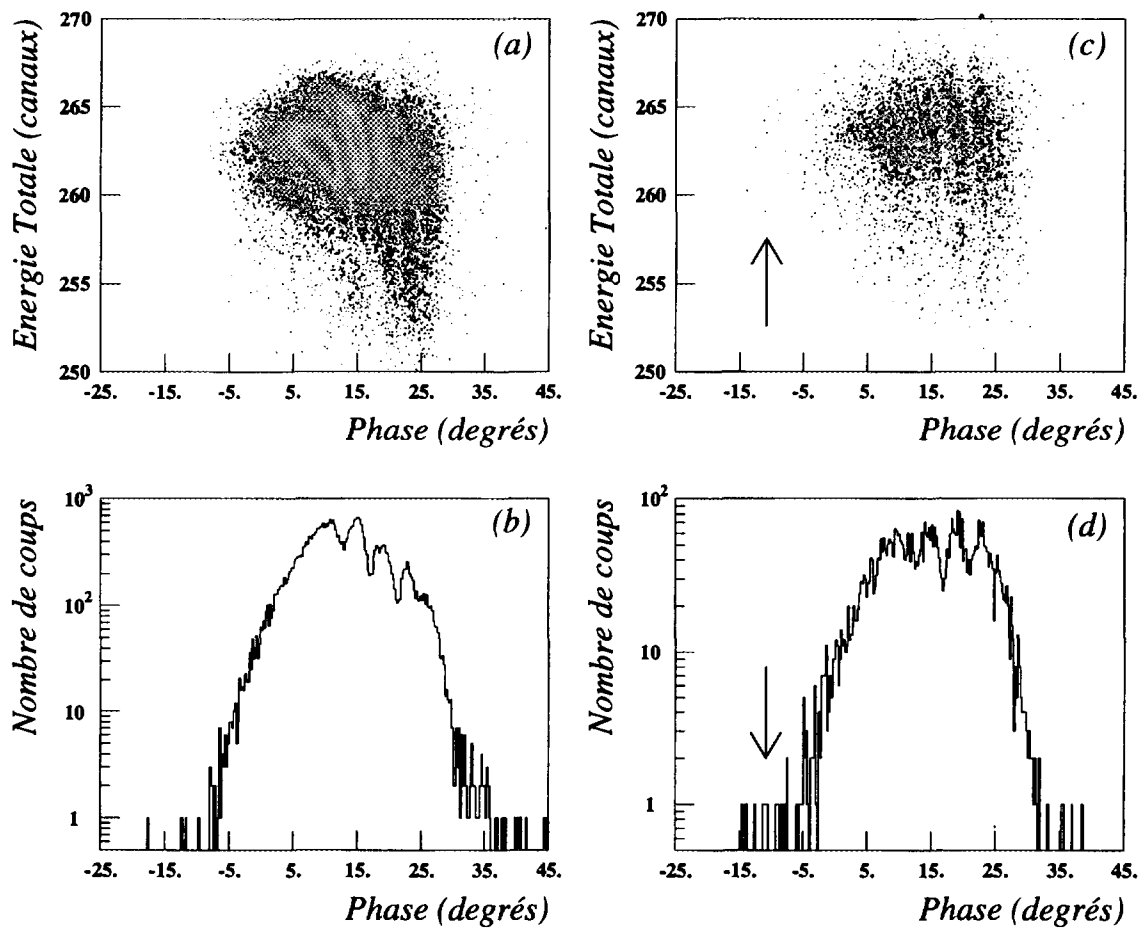 Energie Totale (canaux)
270
265
260
255
250
(a)
-25. -15. -5. 5. 15. 25. 35. 45.
Phase (degrés)
Energie Totale (canaux)
270
265
260
255
250
(c)
-25. -15. -5. 5. 15. 25. 35. 45.
Phase (degrés)
Nombre de coups
10³
10²
10
1
(b)
-25. -15. -5. 5. 15. 25. 35. 45.
Phase (degrés)
Nombre de coups
10²
10
1
(d)
-25. -15. -5. 5. 15. 25. 35. 45.
Phase (degrés)